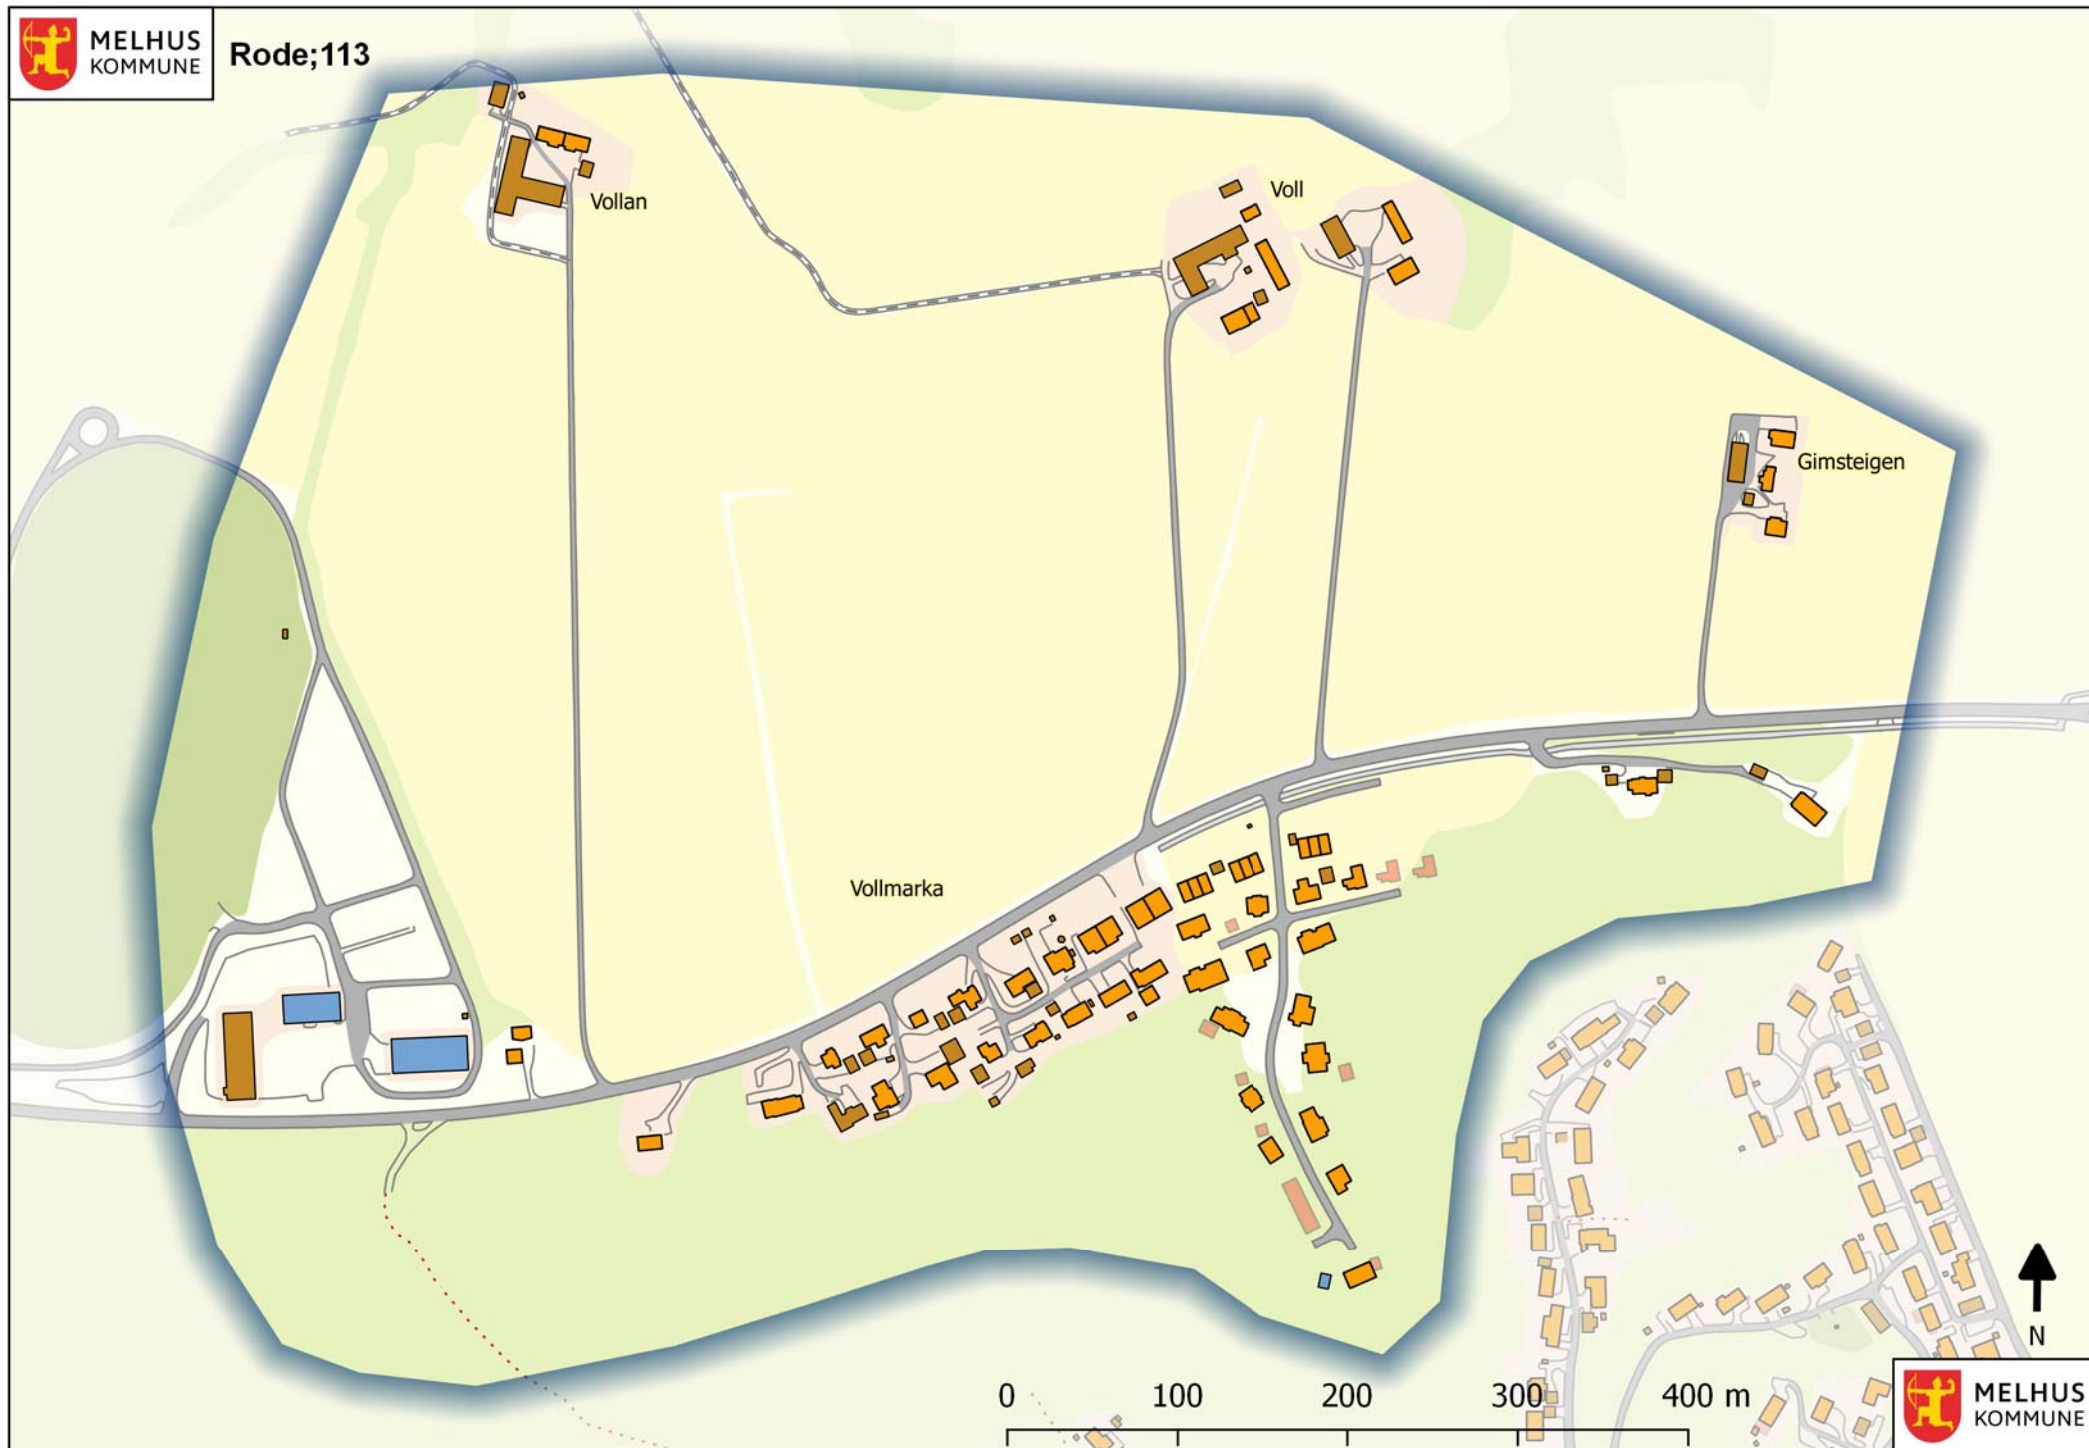 MELHUS
KOMMUNE
Rode;113
Vollan
Voll
Gimsteigen
Vollmarka
N
0 100 200 300 400 m
MELHUS
KOMMUNE